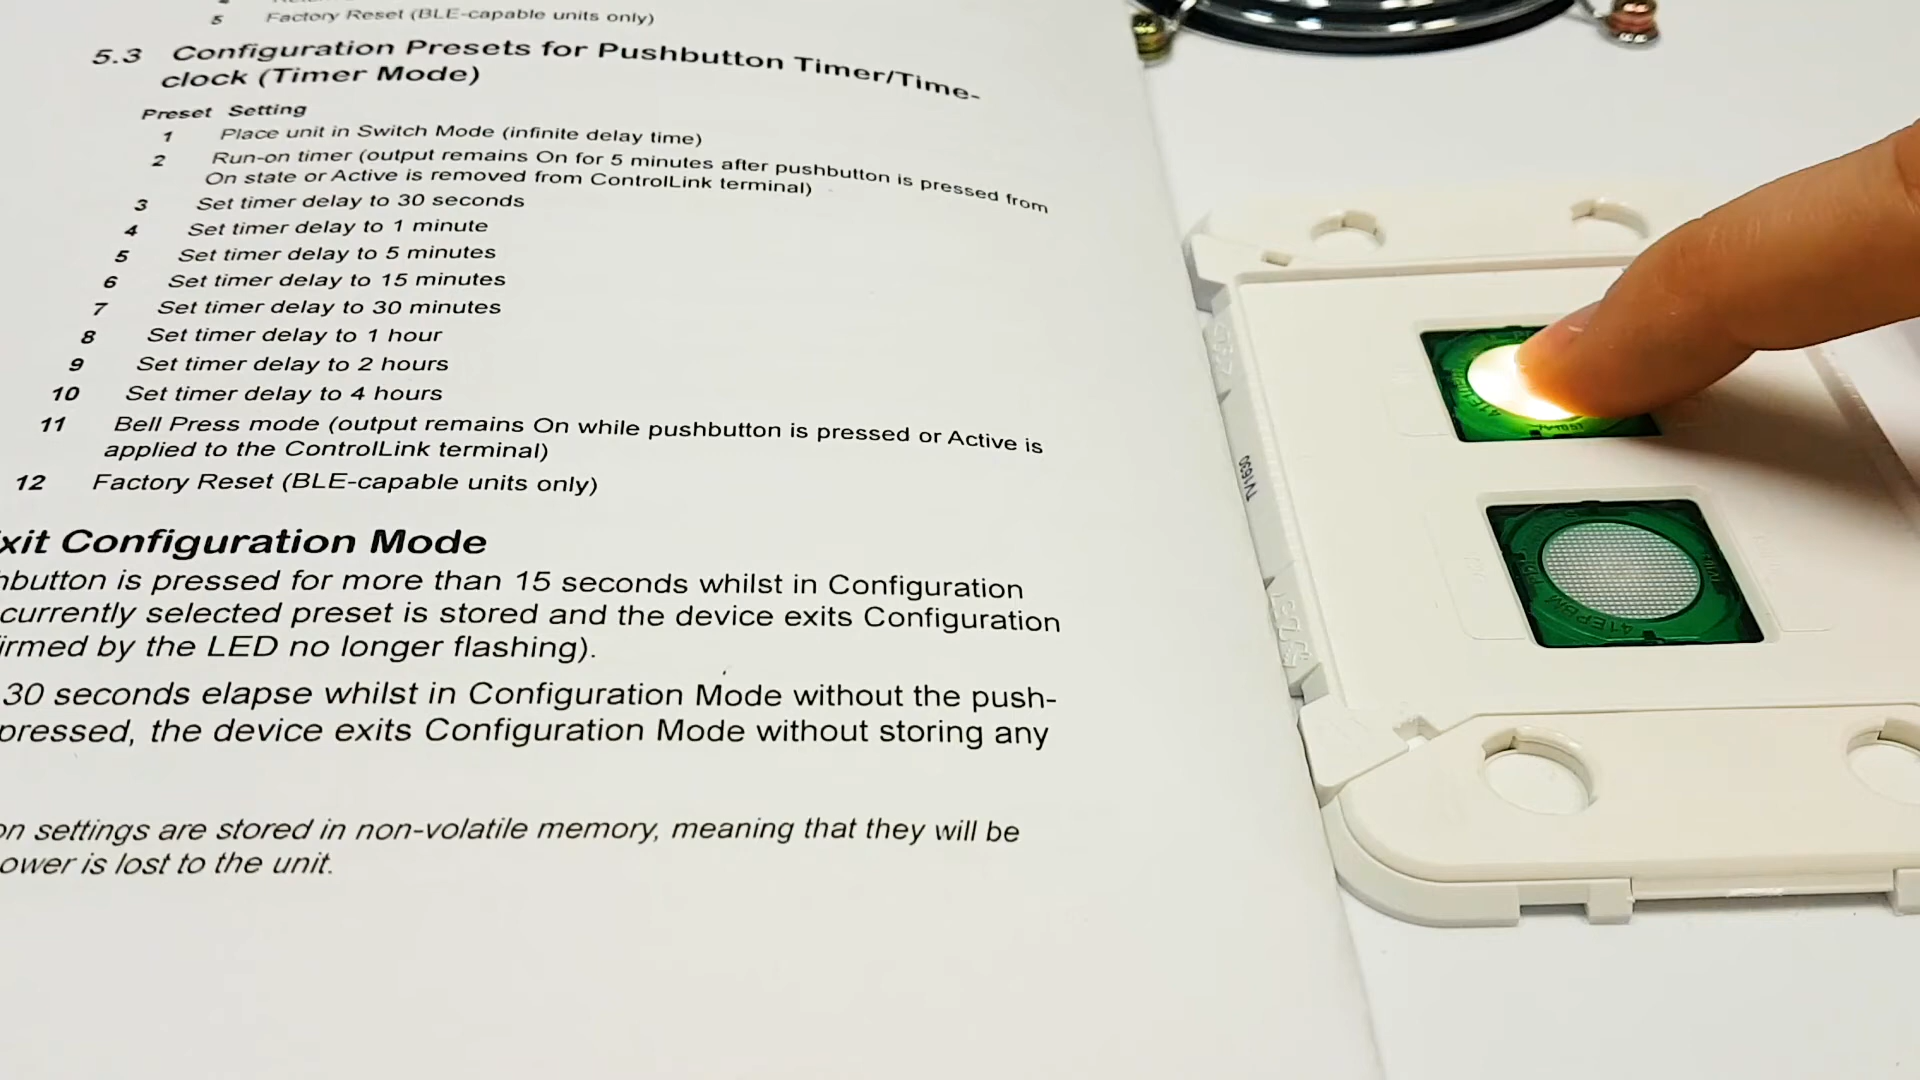 5 Factory Reset (BLE-capable units only)
5.3 Configuration Presets for Pushbutton Timer/Time-
clock (Timer Mode)
Preset Setting
1 Place unit in Switch Mode (infinite delay time)
2 Run-on timer (output remains On for 5 minutes after pushbutton is pressed from
On state or Active is removed from ControlLink terminal)
3 Set timer delay to 30 seconds
4 Set timer delay to 1 minute
5 Set timer delay to 5 minutes
6 Set timer delay to 15 minutes
7 Set timer delay to 30 minutes
8 Set timer delay to 1 hour
9 Set timer delay to 2 hours
10 Set timer delay to 4 hours
11 Bell Press mode (output remains On while pushbutton is pressed or Active is
applied to the ControlLink terminal)
12 Factory Reset (BLE-capable units only)
xit Configuration Mode
hbutton is pressed for more than 15 seconds whilst in Configuration
currently selected preset is stored and the device exits Configuration
irmed by the LED no longer flashing).
30 seconds elapse whilst in Configuration Mode without the push-
pressed, the device exits Configuration Mode without storing any
on settings are stored in non-volatile memory, meaning that they will be
ower is lost to the unit.
TV1650
41EPBM